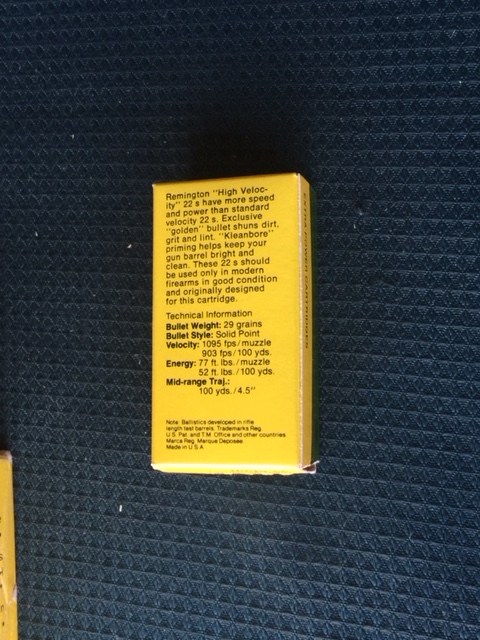 Remington "High Veloc-
ity" 22 s have more speed
and power than standard
velocity 22 s. Exclusive
"golden" bullet shuns dirt,
grit and lint. "Kleanbore"
priming helps keep your
gun barrel bright and
clean. These 22 s should
be used only in modern
firearms in good condition
and originally designed
for this cartridge.
Technical Information
Bullet Weight: 29 grains
Bullet Style: Solid Point
Velocity: 1095 fps/muzzle
903 fps/100 yds.
Energy: 77 ft. lbs./muzzle
52 ft. lbs./100 yds.
Mid-range Traj.:
100 yds./4.5"
Note: Ballistics developed in rifle
length test barrels. Trademarks Reg.
U.S. Pat. and T.M. Office and other countries
Marca Reg. Marque Deposée.
Made in U.S.A.